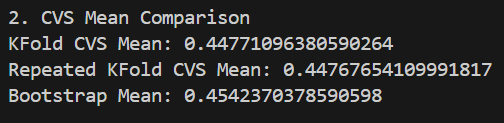 2. CVS Mean Comparison
KFold CVS Mean: 0.44771096380590264
Repeated KFold CVS Mean: 0.44767654109991817
Bootstrap Mean: 0.4542370378590598